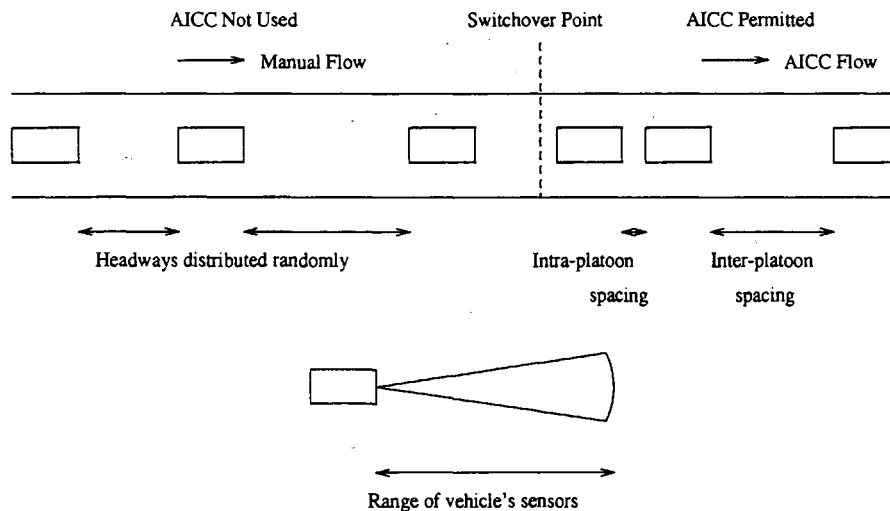 AICC Not Used
Switchover Point
AICC Permitted
Manual Flow
AICC Flow
Headways distributed randomly
Intra-platoon
spacing
Inter-platoon
spacing
Range of vehicle's sensors